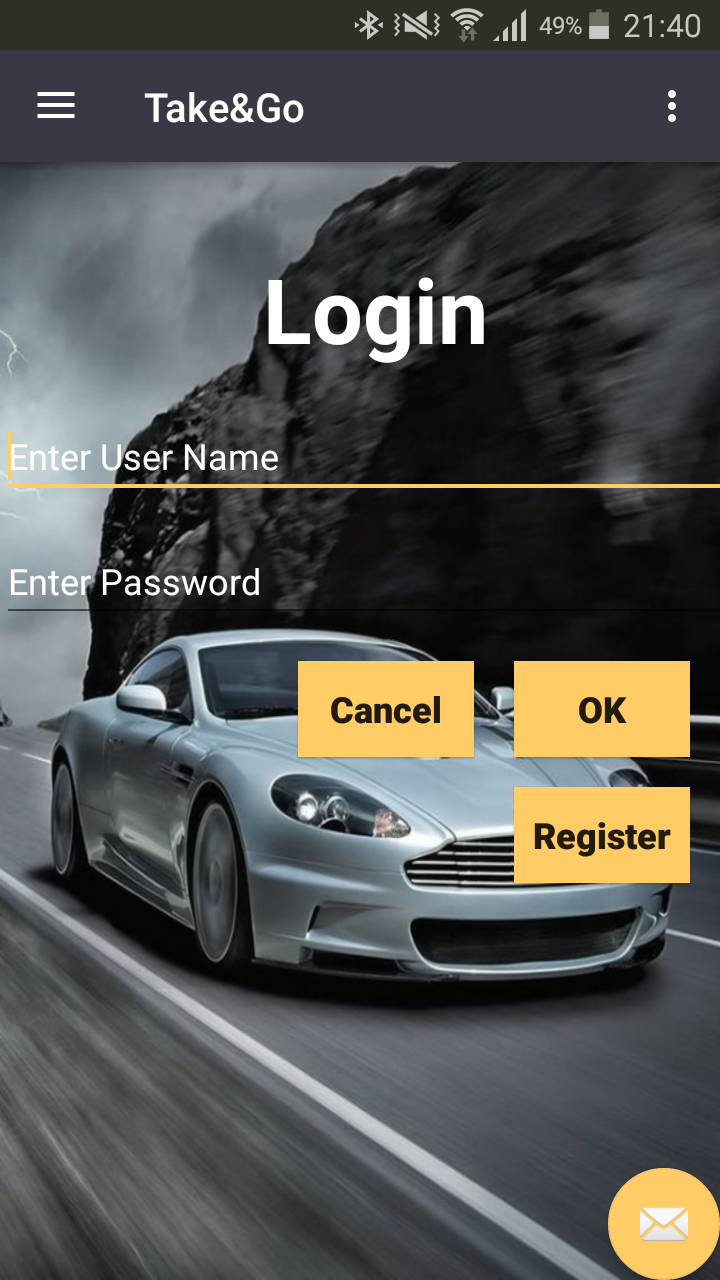 49% 21:40
Take&Go
Login
Enter User Name
Enter Password
Cancel OK
Register